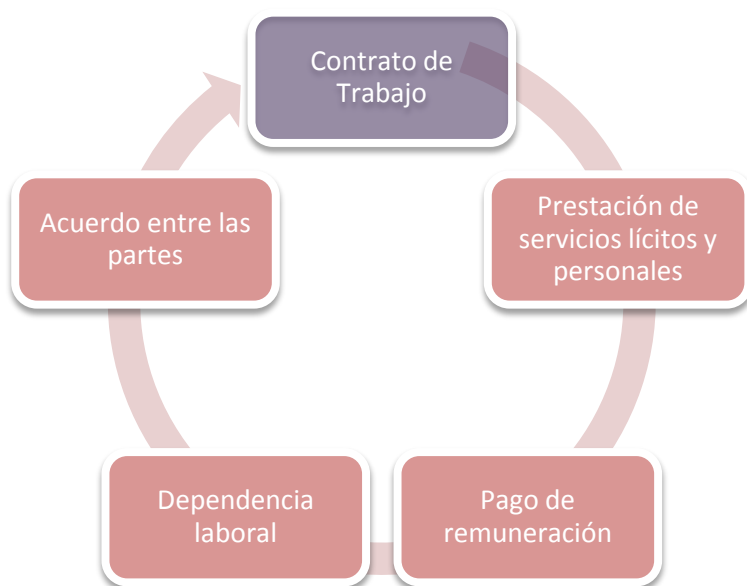 Contrato de
Trabajo
Prestación de
servicios lícitos y
personales
Pago de
remuneración
Dependencia
laboral
Acuerdo entre las
partes